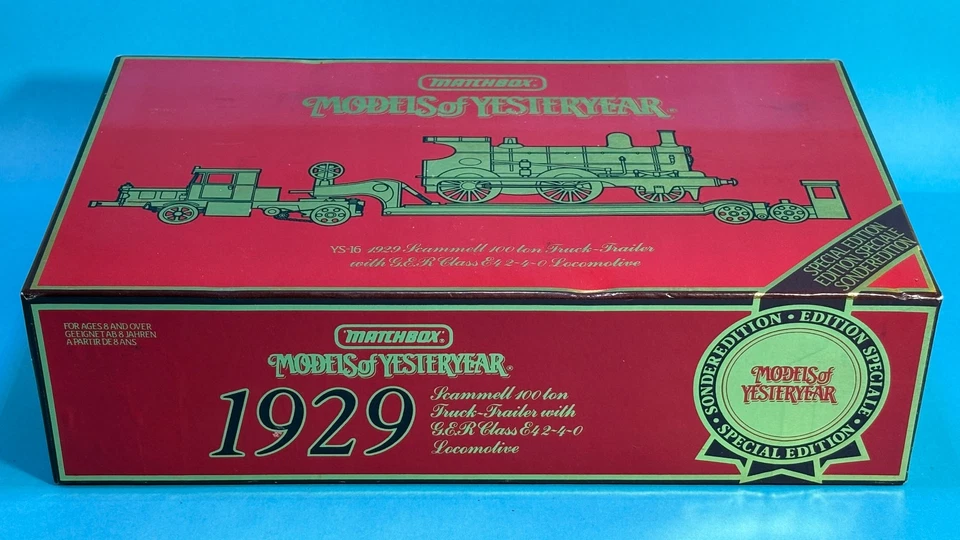 MATCHBOX®
MODELS of YESTERYEAR®
YS-16 1929 Scammell 100 ton Truck-Trailer
with G.E.R Class E4 2-4-0 Locomotive
SPECIAL EDITION
EDITION SPECIALE
SONDEREDITION
FOR AGES 8 AND OVER
GEEIGNET AB 8 JAHREN
A PARTIR DE 8 ANS
MATCHBOX®
MODELS of YESTERYEAR®
1929
Scammell 100 ton
Truck-Trailer with
G.E.R Class E4 2-4-0
Locomotive
SONDEREDITION • EDITION SPECIALE • SPECIAL EDITION •
MODELS of
YESTERYEAR